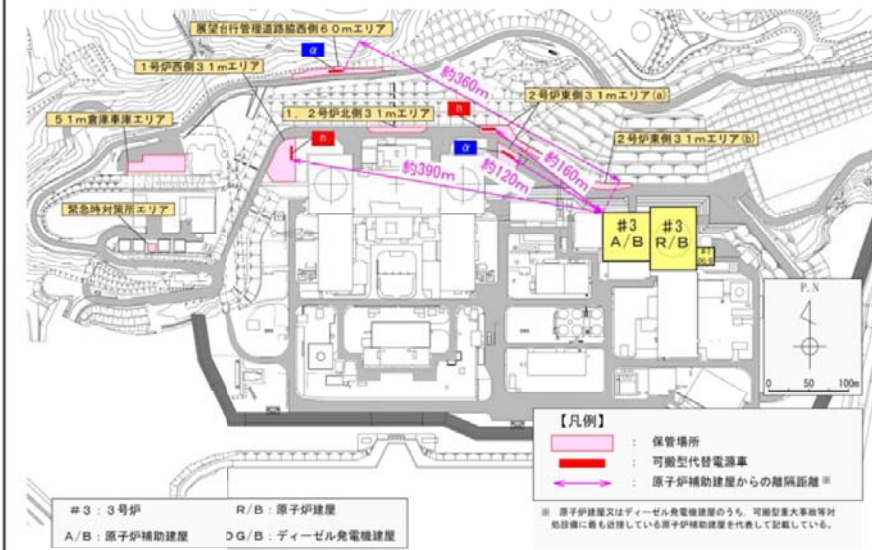 展望台行管理道路脇西側60mエリア
α
1号炉西側31mエリア
約360m
2号炉東側31mエリア(a)
51m倉庫車庫エリア
1，2号炉北側31mエリア
n
n
α
2号炉東側31mエリア(b)
約390m
約120m
約160m
緊急時対策所エリア
#3
A/B
#3
R/B
P.N
0 50 100m
【凡例】
： 保管場所
： 可搬型代替電源車
： 原子炉補助建屋からの離隔距離※
#3：3号炉
R/B：原子炉建屋
A/B：原子炉補助建屋
DG/B：ディーゼル発電機建屋
※ 原子炉建屋又はディーゼル発電機建屋のうち、可搬型重大事故等対
処設備に最も近接している原子炉補助建屋を代表して記載している。